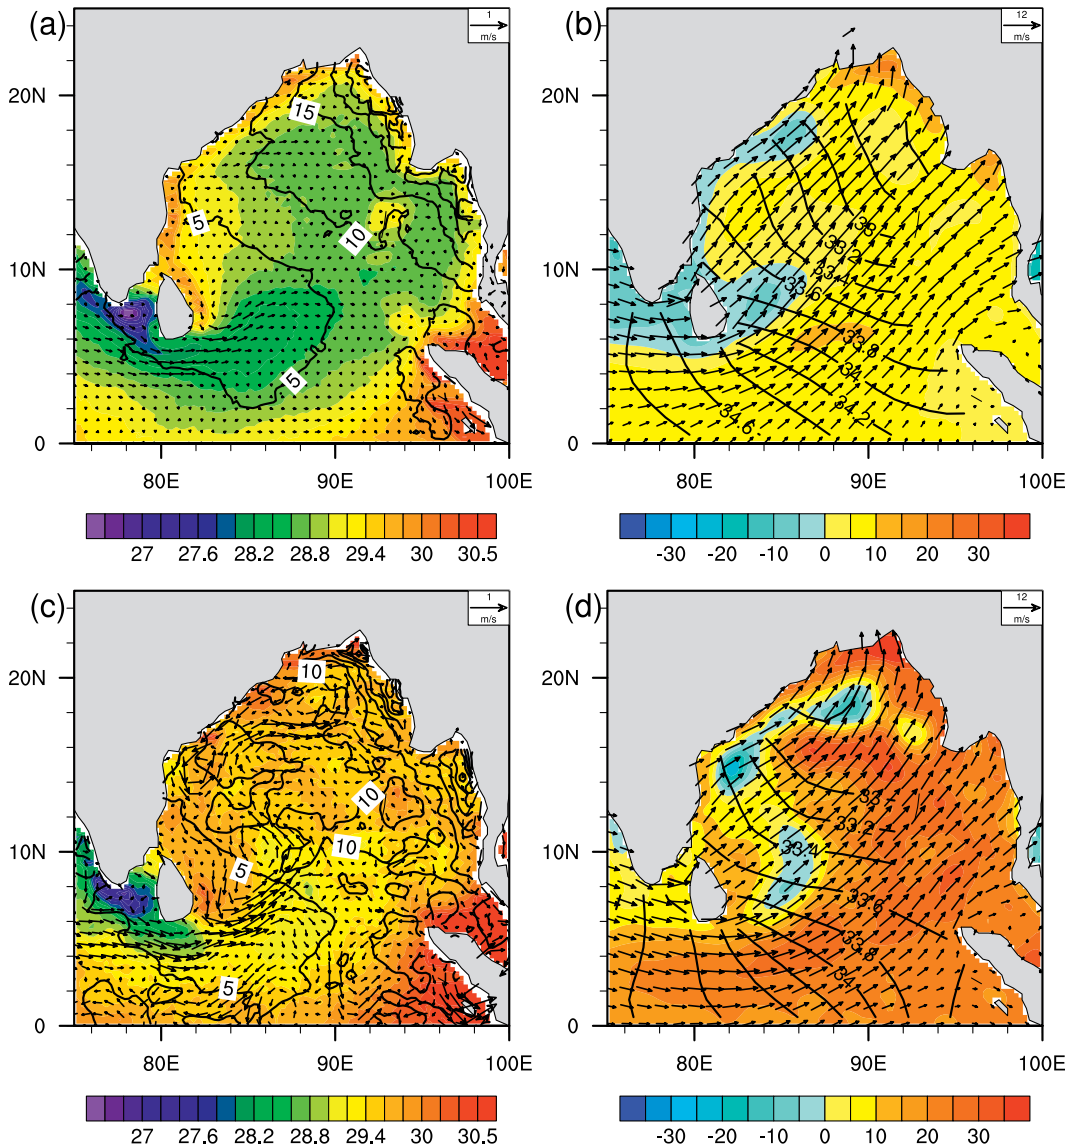 (a)
1
m/s
15
5
10
5
20N
10N
0
80E
90E
100E
27
27.6
28.2
28.8
29.4
30
30.5
(b)
12
m/s
33
33.2
33.4
33.6
33.8
34
34.2
34.6
20N
10N
0
80E
90E
100E
-30
-20
-10
0
10
20
30
(c)
1
m/s
10
10
10
5
5
20N
10N
0
80E
90E
100E
27
27.6
28.2
28.8
29.4
30
30.5
(d)
12
m/s
33
33.2
33.4
33.6
33.8
34
20N
10N
0
80E
90E
100E
-30
-20
-10
0
10
20
30